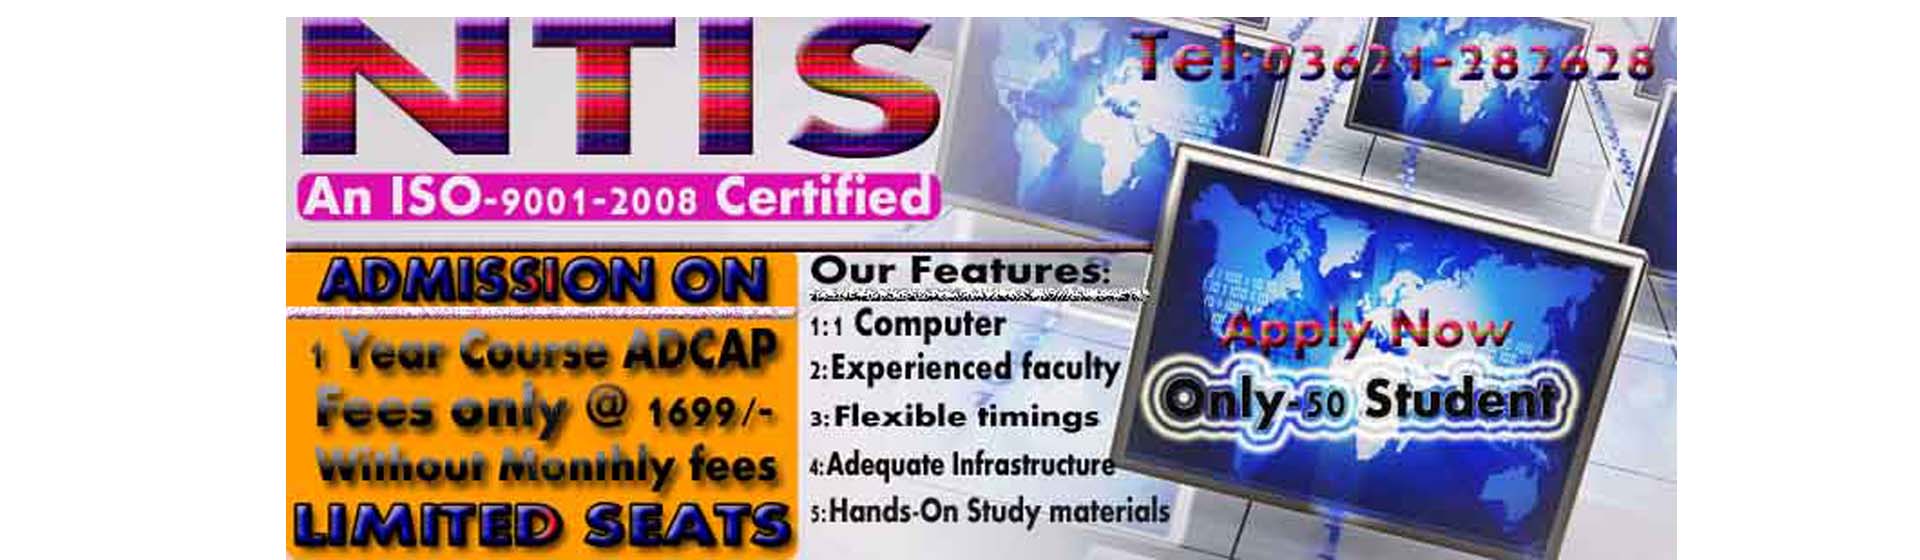 NTIS
Tel:03621-282628
An ISO-9001-2008 Certified
ADMISSION ON
1 Year Course ADCAP
Fees only @ 1699/-
Without Monthly fees
LIMITED SEATS
Our Features:
1:1 Computer
2:Experienced faculty
3:Flexible timings
4:Adequate Infrastructure
5:Hands-On Study materials
Apply Now
Only-50 Student